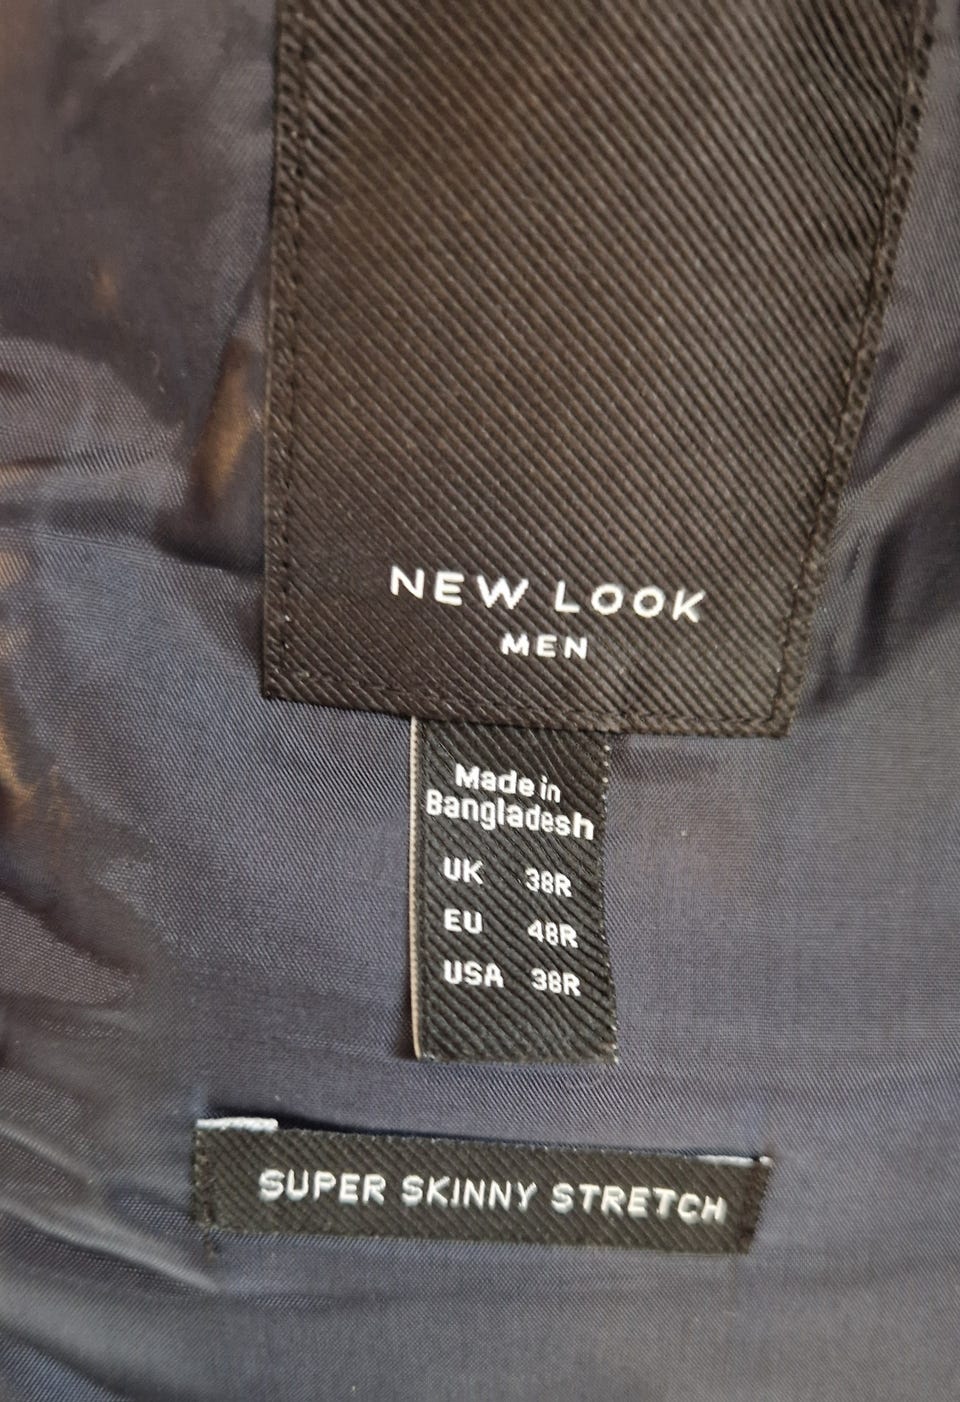 NEW LOOK
MEN
Made in
Bangladesh
UK 38R
EU 48R
USA 38R
SUPER SKINNY STRETCH